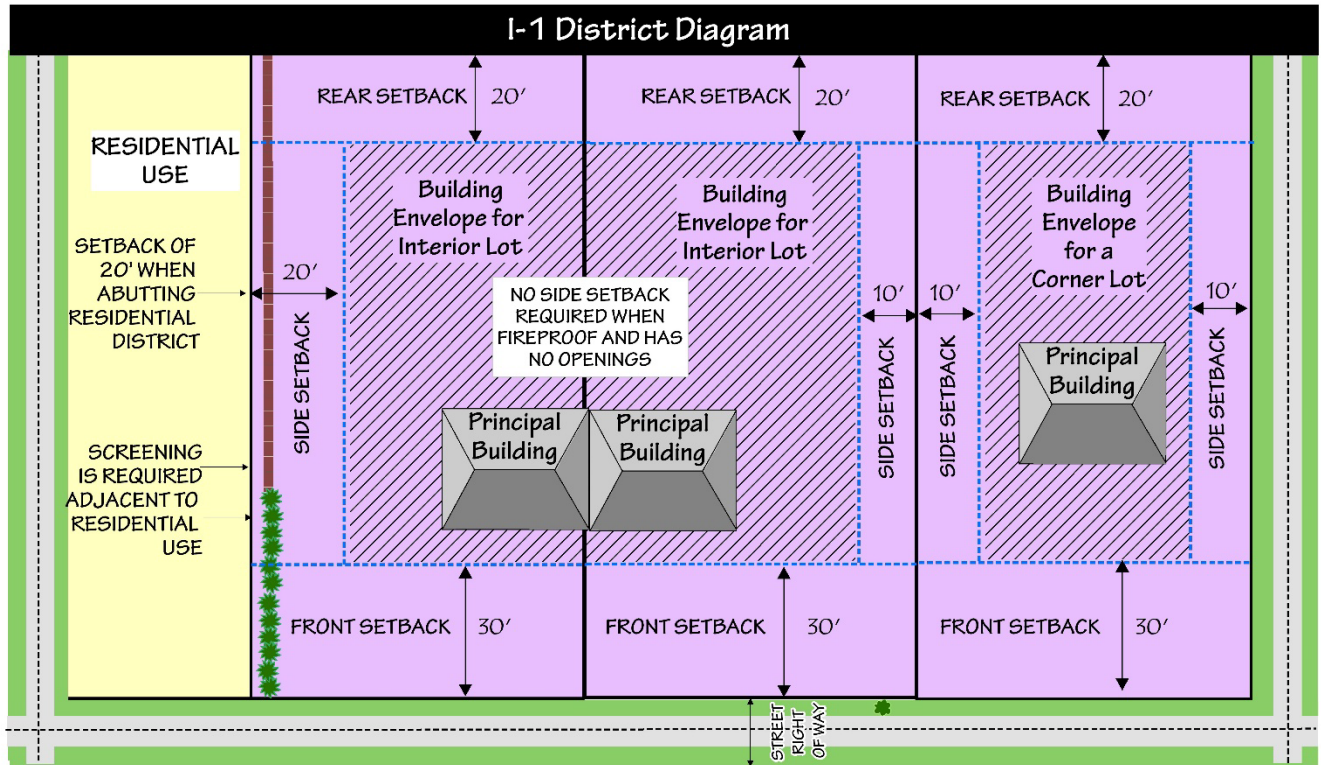 I-1 District Diagram
REAR SETBACK 20'
REAR SETBACK 20'
REAR SETBACK 20'
RESIDENTIAL
USE
SETBACK OF
20' WHEN
ABUTTING
RESIDENTIAL
DISTRICT
SCREENING
IS REQUIRED
ADJACENT TO
RESIDENTIAL
USE
20'
SIDE SETBACK
Building
Envelope for
Interior Lot
NO SIDE SETBACK
REQUIRED WHEN
FIREPROOF AND HAS
NO OPENINGS
Building
Envelope for
Interior Lot
10'
SIDE SETBACK
10'
SIDE SETBACK
Building
Envelope
for a
Corner Lot
10'
SIDE SETBACK
Principal
Building
Principal
Building
Principal
Building
FRONT SETBACK 30'
FRONT SETBACK 30'
FRONT SETBACK 30'
STREET
RIGHT
OF WAY